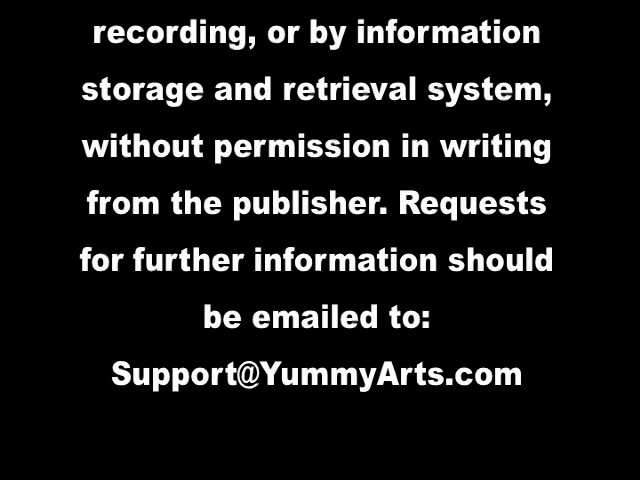 recording, or by information
storage and retrieval system,
without permission in writing
from the publisher. Requests
for further information should
be emailed to:
Support@YummyArts.com